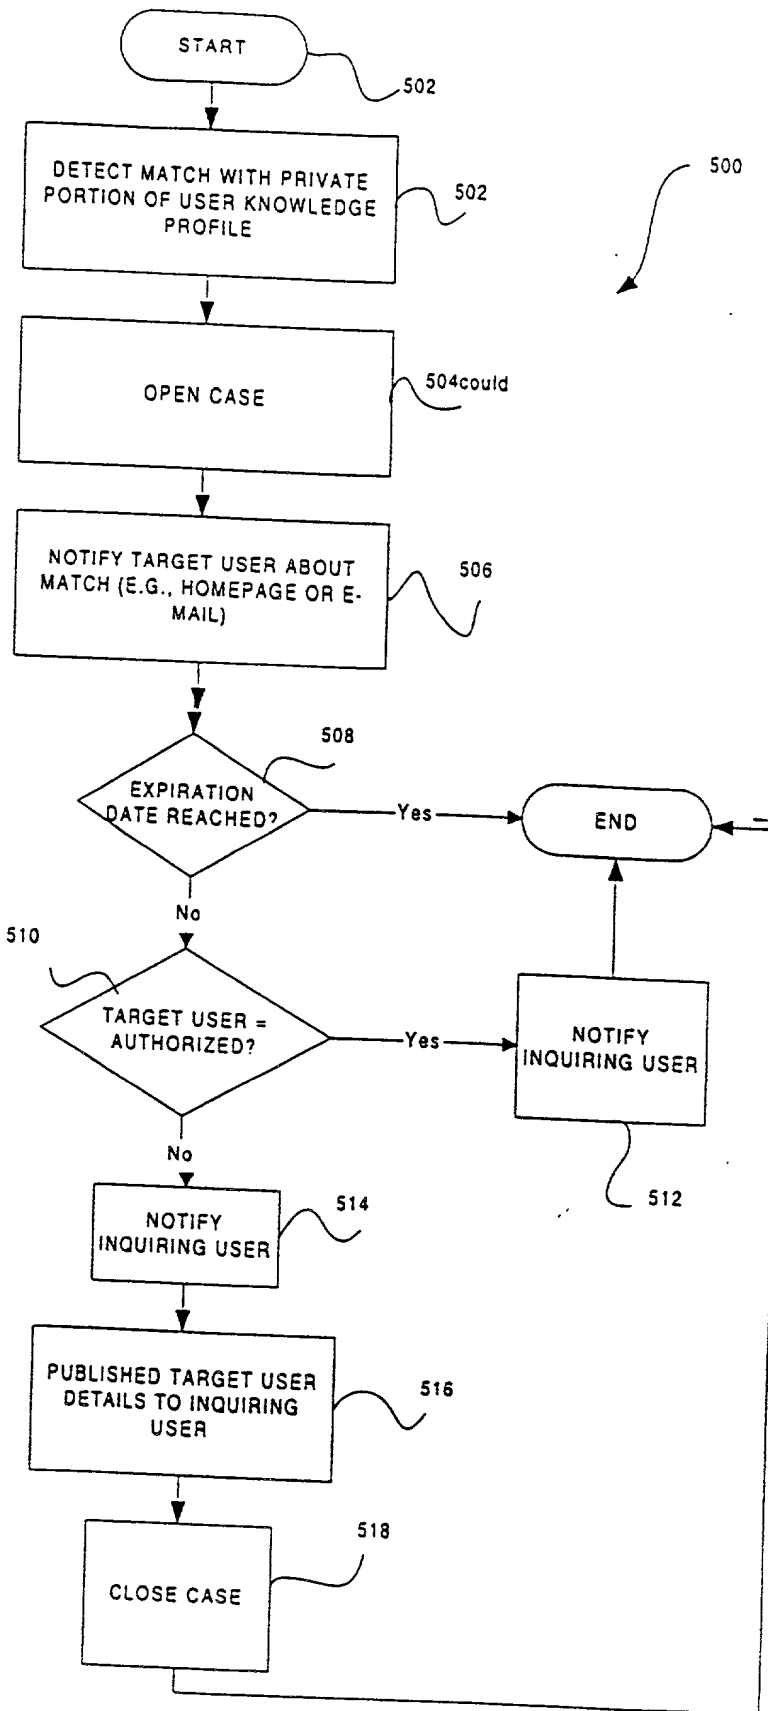 START
502
DETECT MATCH WITH PRIVATE
PORTION OF USER KNOWLEDGE
PROFILE
502
500
OPEN CASE
504could
NOTIFY TARGET USER ABOUT
MATCH (E.G., HOMEPAGE OR E-
MAIL)
506
508
EXPIRATION
DATE REACHED?
Yes
END
No
510
TARGET USER =
AUTHORIZED?
Yes
NOTIFY
INQUIRING USER
512
No
NOTIFY
INQUIRING USER
514
PUBLISHED TARGET USER
DETAILS TO INQUIRING
USER
516
518
CLOSE CASE